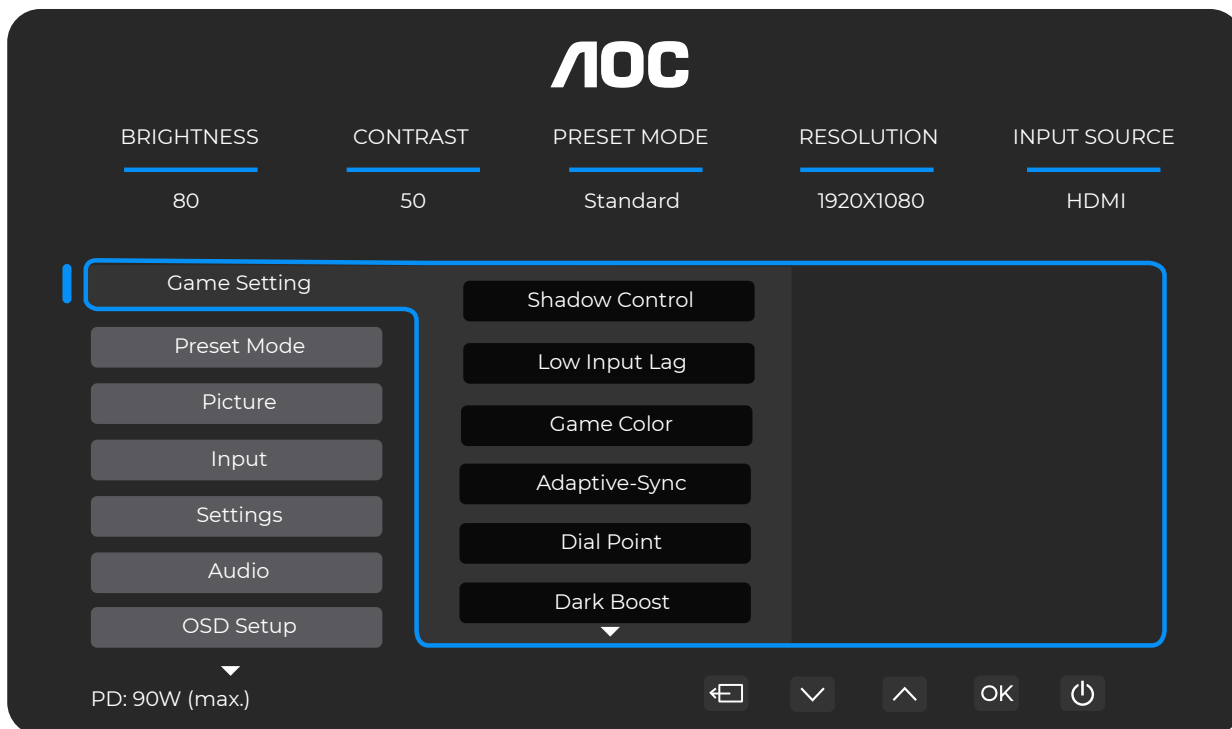 AOC
BRIGHTNESS CONTRAST PRESET MODE RESOLUTION INPUT SOURCE
80 50 Standard 1920X1080 HDMI
Game Setting
Preset Mode
Picture
Input
Settings
Audio
OSD Setup
Shadow Control
Low Input Lag
Game Color
Adaptive-Sync
Dial Point
Dark Boost
PD: 90W (max.)
OK